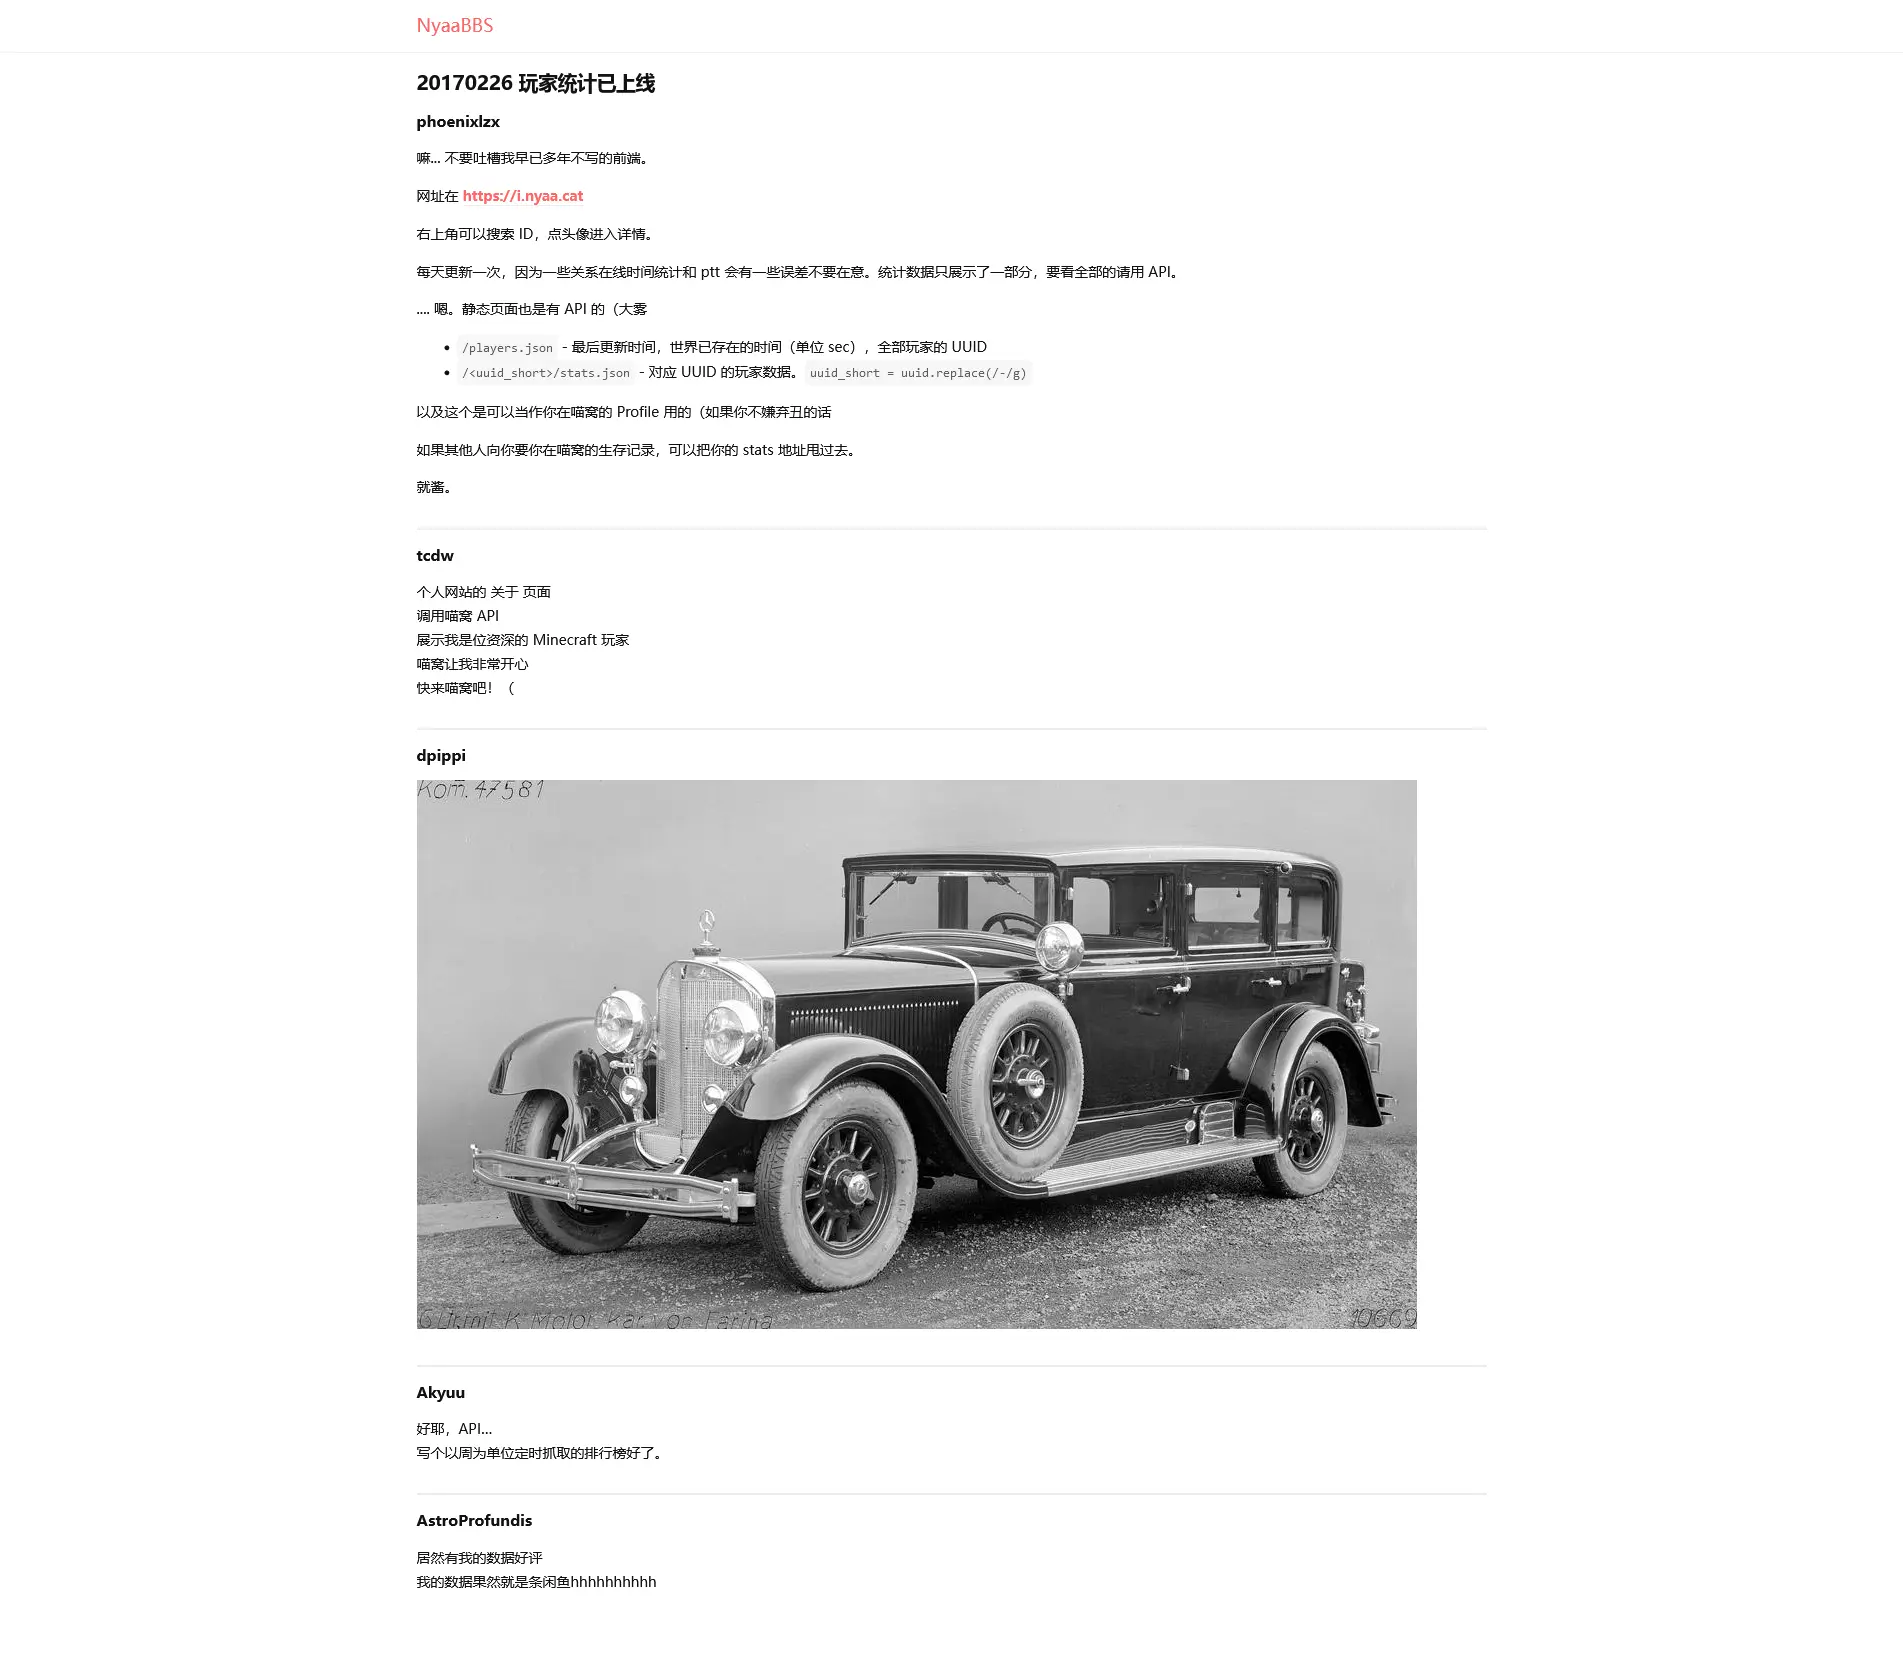 NyaaBBS
20170226 玩家统计已上线
phoenixlzx
嘛... 不要吐槽我早已多年不写的前端。
网址在 https://i.nyaa.cat
右上角可以搜索 ID，点头像进入详情。
每天更新一次，因为一些关系在线时间统计和 ptt 会有一些误差不要在意。统计数据只展示了一部分，要看全部的请用 API。
.... 嗯。静态页面也是有 API 的（大雾
• /players.json - 最后更新时间，世界已存在的时间（单位 sec），全部玩家的 UUID
• /<uuid_short>/stats.json - 对应 UUID 的玩家数据。 uuid_short = uuid.replace(/-/g)
以及这个是可以当作你在喵窝的 Profile 用的（如果你不嫌弃丑的话
如果其他人向你要你在喵窝的生存记录，可以把你的 stats 地址甩过去。
就酱。
tcdw
个人网站的 关于 页面
调用喵窝 API
展示我是位资深的 Minecraft 玩家
喵窝让我非常开心
快来喵窝吧！（
dpippi
Kom. 47581
mit K Motor. Kar. von Farina
10669
Akyuu
好耶，API...
写个以周为单位定时抓取的排行榜好了。
AstroProfundis
居然有我的数据好评
我的数据果然就是条闲鱼hhhhhhhhhh